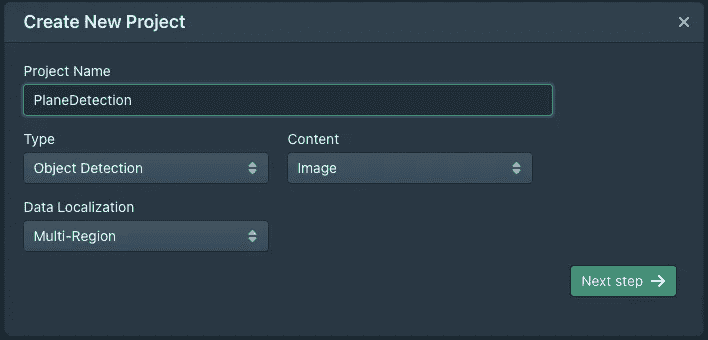 Create New Project
Project Name
PlaneDetection
Type
Content
Object Detection
Image
Data Localization
Multi-Region
Next step